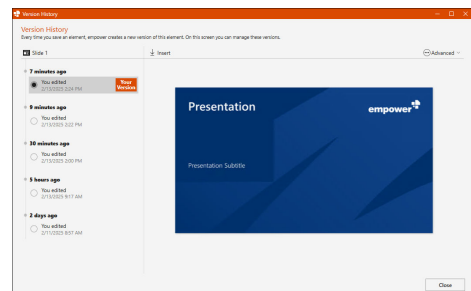 Version History
Version History
Every time you save an element, empower creates a new version of this element. On this screen you can manage these versions.
Slide 1
Insert
Advanced
7 minutes ago
You edited
2/13/2025 2:24 PM
Your
Version
9 minutes ago
You edited
2/13/2025 2:22 PM
30 minutes ago
You edited
2/13/2025 2:00 PM
5 hours ago
You edited
2/13/2025 9:17 AM
2 days ago
You edited
2/11/2025 8:57 AM
Presentation
empower
Presentation Subtitle
Close